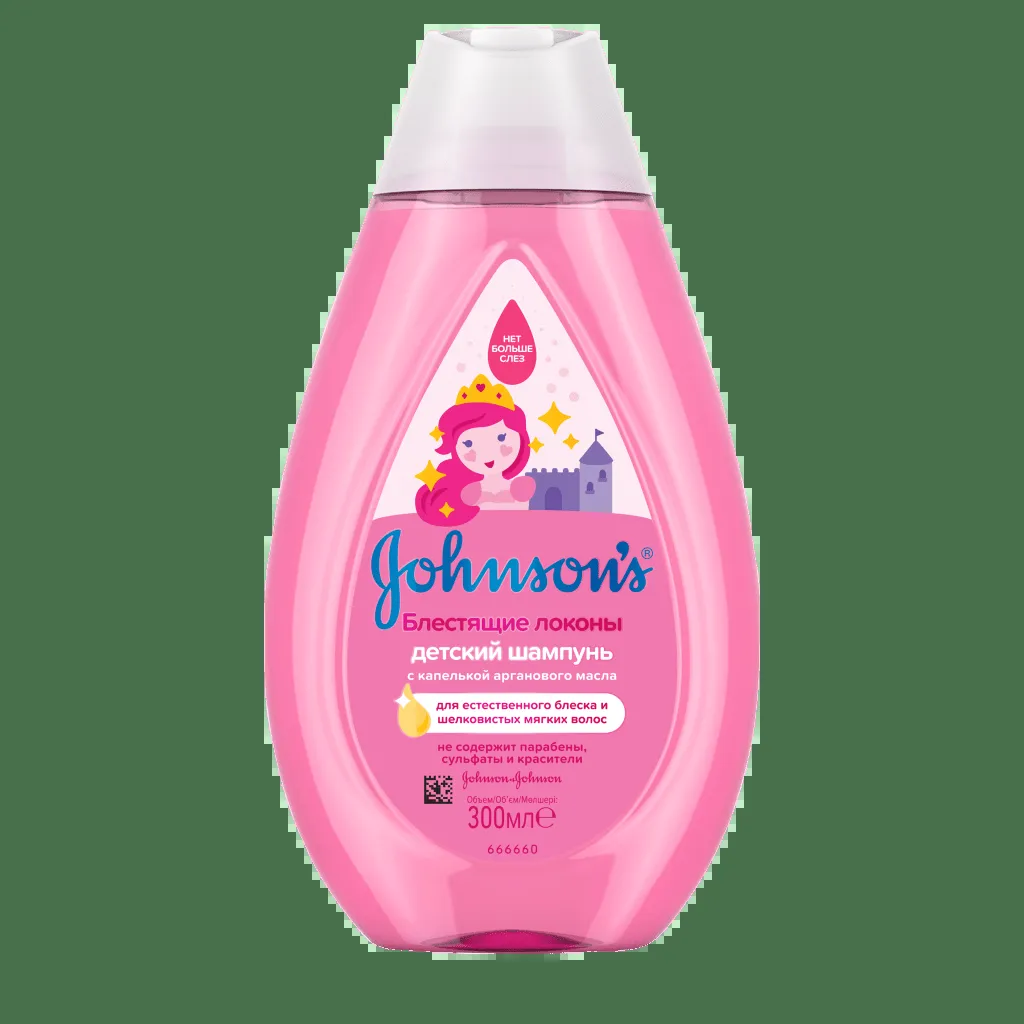 НЕТ
БОЛЬШЕ
СЛЕЗ
Johnson's®
Блестящие локоны
детский шампунь
с капелькой арганового масла
для естественного блеска и
шелковистых мягких волос
не содержит парабены,
сульфаты и красители
Johnson & Johnson
Объем/Об'єм/Мөлшері:
300мл℮
666660